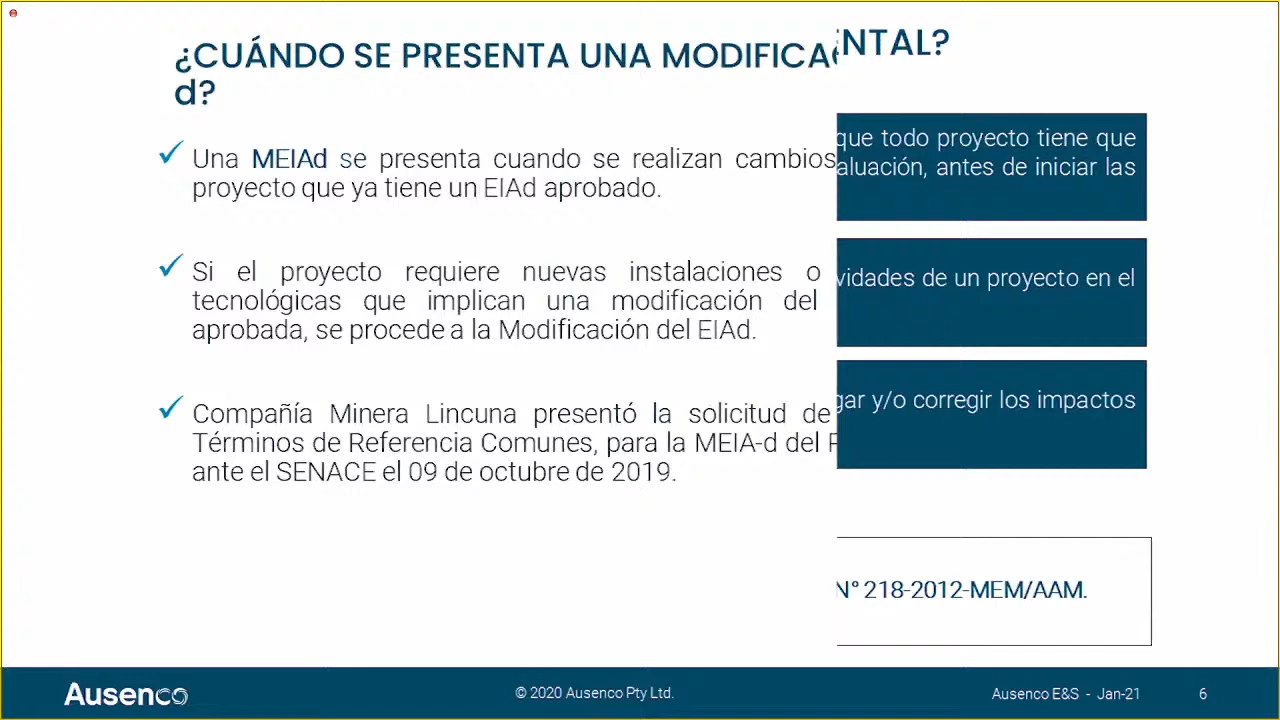 ¿CUÁNDO SE PRESENTA UNA MODIFICA
NTAL?
d?
Una MEIAd se presenta cuando se realizan cambios
proyecto que ya tiene un EIAd aprobado.
Si el proyecto requiere nuevas instalaciones o
tecnológicas que implican una modificación del
aprobada, se procede a la Modificación del EIAd.
Compañía Minera Lincuna presentó la solicitud de
Términos de Referencia Comunes, para la MEIA-d del
ante el SENACE el 09 de octubre de 2019.
que todo proyecto tiene que
aluación, antes de iniciar las
vidades de un proyecto en el
gar y/o corregir los impactos
N° 218-2012-MEM/AAM.
Ausenco
© 2020 Ausenco Pty Ltd.
Ausenco E&S - Jan-21
6